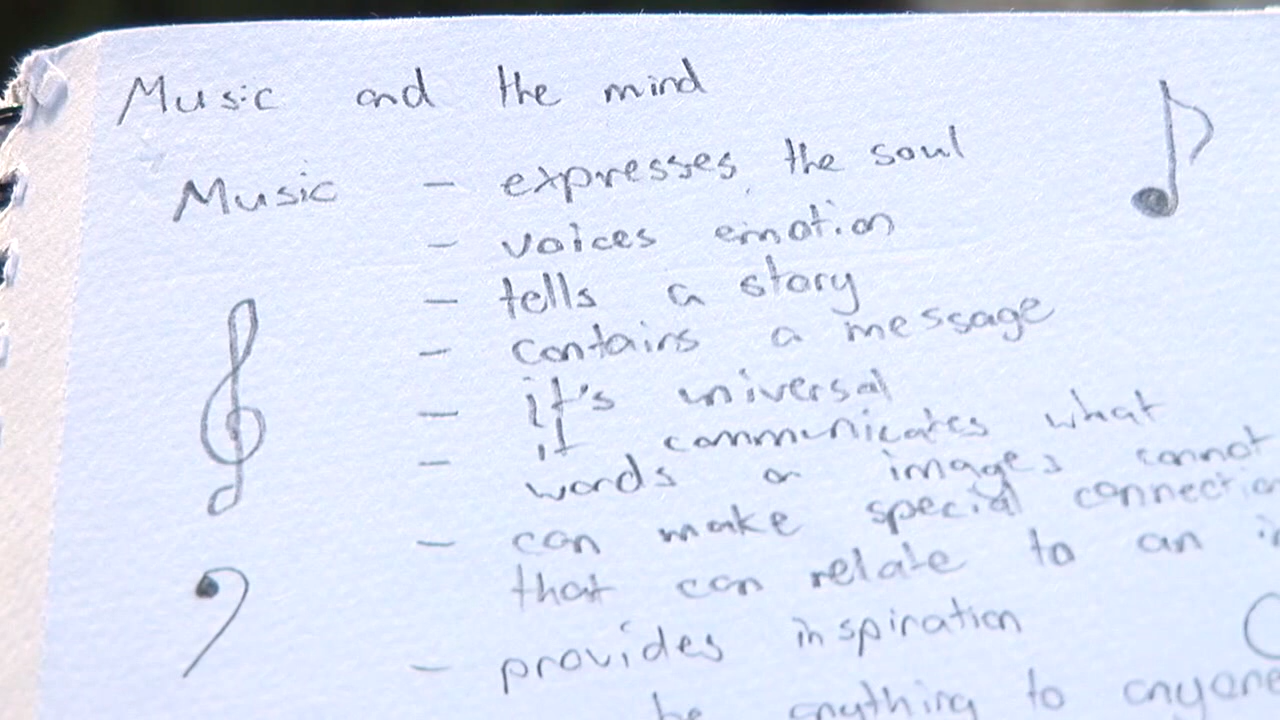 Music and the mind
Music - expresses the soul
- voices emotion
- tells a story
- contains a message
- it's universal
- it communicates what
words or images cannot
- can make special connection
that can relate to an
- provides inspiration
be anything to anyone